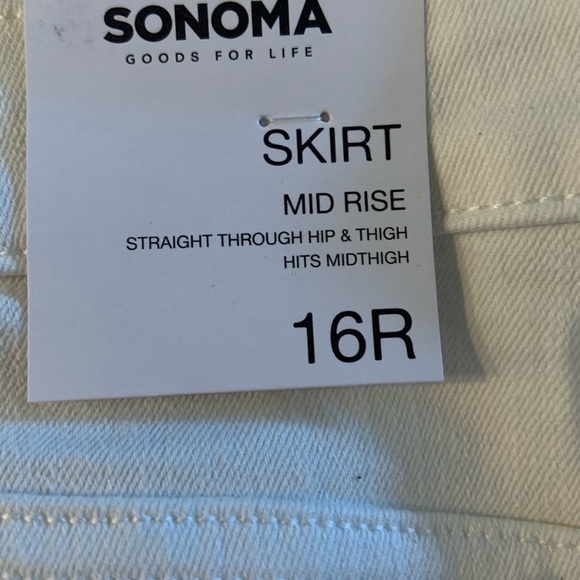 SONOMA
GOODS FOR LIFE
SKIRT
MID RISE
STRAIGHT THROUGH HIP & THIGH
HITS MIDTHIGH
16R